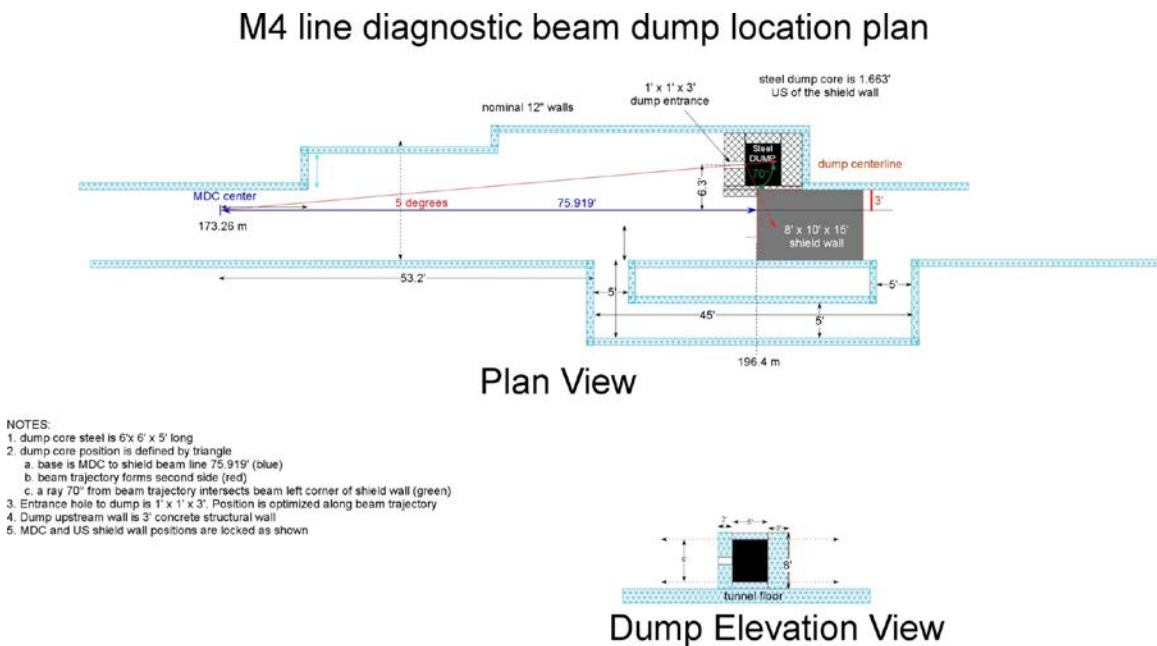 M4 line diagnostic beam dump location plan
steel dump core is 1.663'
US of the shield wall
1' x 1' x 3'
dump entrance
nominal 12" walls
Steel
DUMP
dump centerline
70°
6.3'
MDC center
5 degrees
75.919'
3'
173.26 m
8' x 10' x 15'
shield wall
53.2'
5'
5'
45'
5'
196.4 m
Plan View
NOTES:
1. dump core steel is 6'x 6' x 5' long
2. dump core position is defined by triangle
a. base is MDC to shield beam line 75.919' (blue)
b. beam trajectory forms second side (red)
c. a ray 70° from beam trajectory intersects beam left corner of shield wall (green)
3. Entrance hole to dump is 1' x 1' x 3'. Position is optimized along beam trajectory
4. Dump upstream wall is 3' concrete structural wall
5. MDC and US shield wall positions are locked as shown
5'
8'
tunnel floor
Dump Elevation View